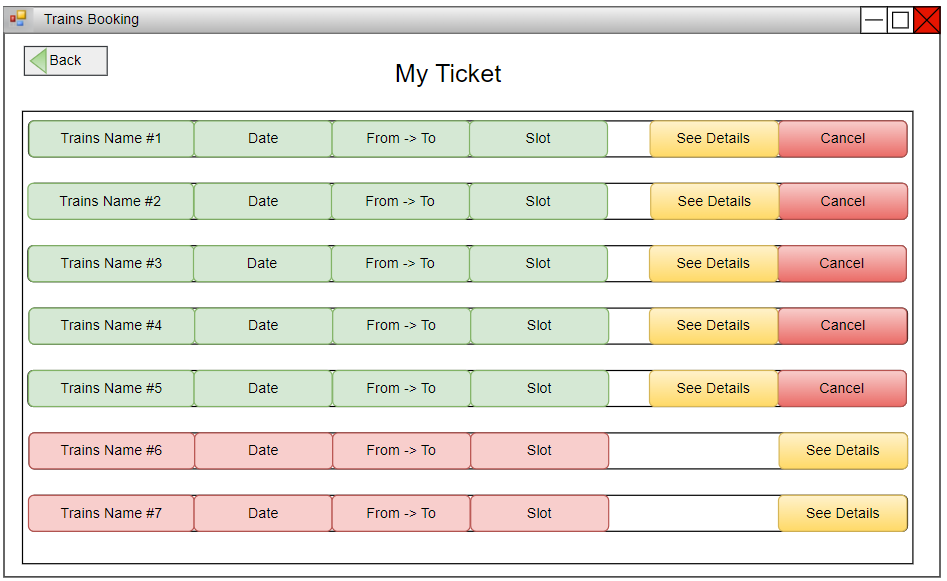 Trains Booking
Back
My Ticket
Trains Name #1 Date From -> To Slot See Details Cancel
Trains Name #2 Date From -> To Slot See Details Cancel
Trains Name #3 Date From -> To Slot See Details Cancel
Trains Name #4 Date From -> To Slot See Details Cancel
Trains Name #5 Date From -> To Slot See Details Cancel
Trains Name #6 Date From -> To Slot See Details
Trains Name #7 Date From -> To Slot See Details